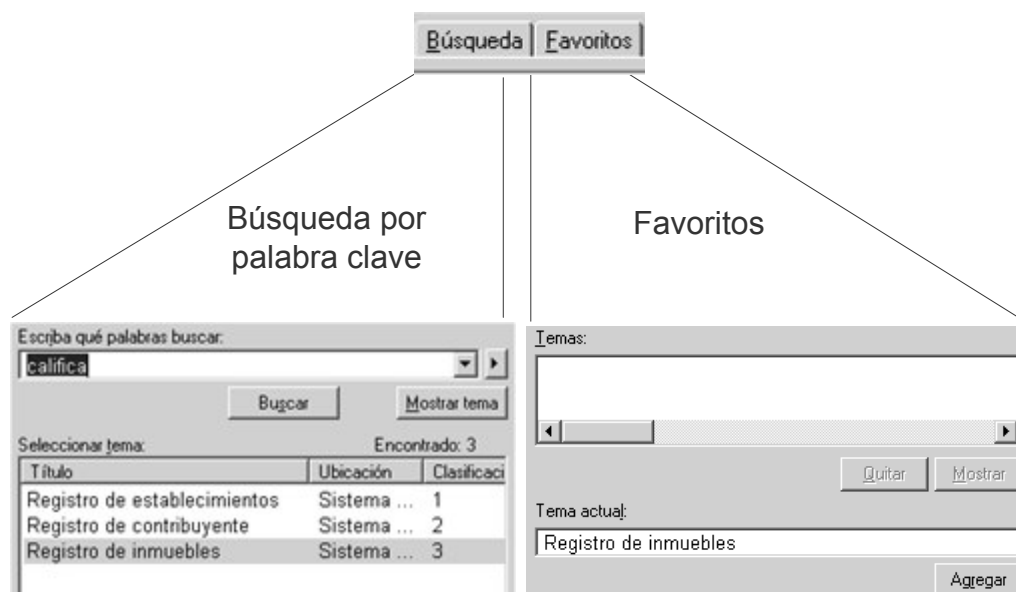 Búsqueda Favoritos
Búsqueda por
palabra clave
Favoritos
Escriba qué palabras buscar:
califica
Buscar Mostrar tema
Seleccionar tema: Encontrado: 3
Título Ubicación Clasificaci
Registro de establecimientos Sistema ... 1
Registro de contribuyente Sistema ... 2
Registro de inmuebles Sistema ... 3
Temas:
Quitar Mostrar
Tema actual:
Registro de inmuebles
Agregar